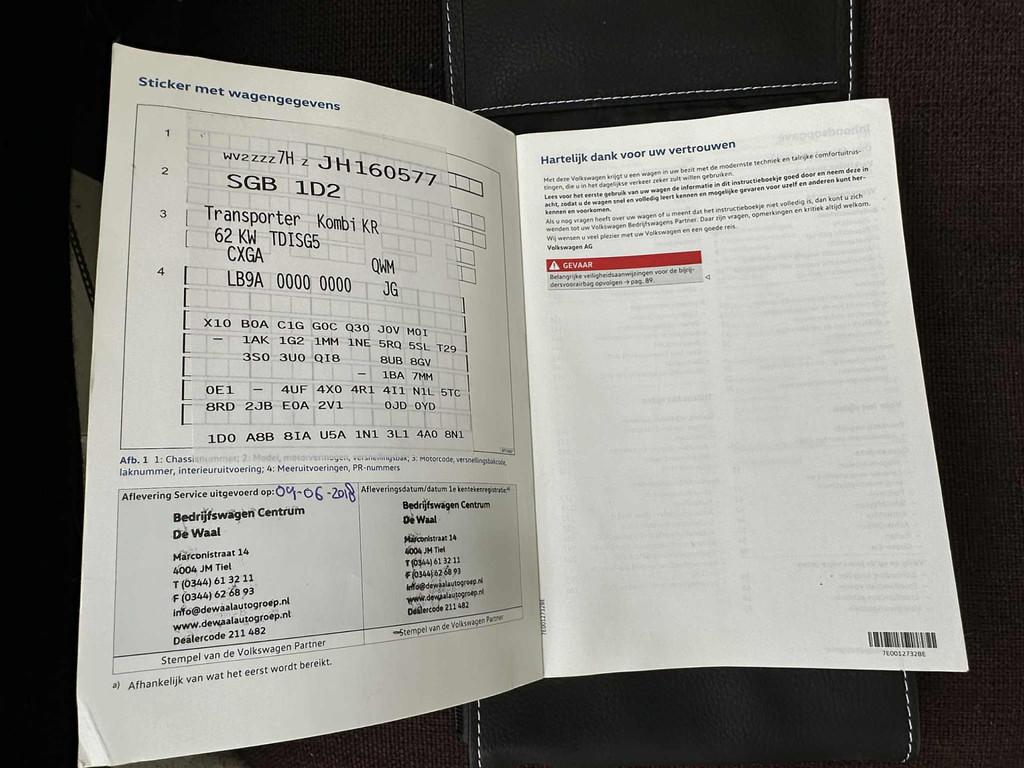 Sticker met wagengegevens
1
WV2ZZZ7H Z JH160577
2
SGB 1D2
3
Transporter Kombi KR
62 KW TDISG5
CXGA QWM
4
LB9A 0000 0000 JG
X10 B0A C1G G0C Q30 J0V M0I
— 1AK 1G2 1MM 1NE 5RQ 5SL T29
3S0 3U0 QI8 8UB 8GV
— 1BA 7MM
0E1 — 4UF 4X0 4R1 4I1 N1L 5TC
8RD 2JB E0A 2V1 0JD 0YD
1D0 A8B 8IA U5A 1N1 3L1 4A0 8N1
Afb. 1 1: Chassisnummer; 2: Model, motorvermogen, versnellingsbak; 3: Motorcode, versnellingsbakcode,
laknummer, interieuruitvoering; 4: Meeruitvoeringen, PR-nummers
Aflevering Service uitgevoerd op: 04-06-2018
Bedrijfswagen Centrum
De Waal
Marconistraat 14
4004 JM Tiel
T (0344) 61 32 11
F (0344) 62 68 93
info@dewaalautogroep.nl
www.dewaalautogroep.nl
Dealercode 211 482
Stempel van de Volkswagen Partner
Afleveringsdatum/datum 1e kentekenregistratie:a)
Bedrijfswagen Centrum
De Waal
Marconistraat 14
4004 JM Tiel
T (0344) 61 32 11
F (0344) 62 68 93
info@dewaalautogroep.nl
www.dewaalautogroep.nl
Dealercode 211 482
Stempel van de Volkswagen Partner
a) Afhankelijk van wat het eerst wordt bereikt.
Hartelijk dank voor uw vertrouwen
Met deze Volkswagen krijgt u een wagen in uw bezit met de modernste techniek en talrijke comfortuitrus-
tingen, die u in het dagelijkse verkeer zeker zult willen gebruiken.
Lees voor het eerste gebruik van uw wagen de informatie in dit instructieboekje goed door en neem deze in
acht, zodat u de wagen snel en volledig leert kennen en mogelijke gevaren voor uzelf en anderen kunt her-
kennen en voorkomen.
Als u nog vragen heeft over uw wagen of u meent dat het instructieboekje niet volledig is, dan kunt u zich
wenden tot uw Volkswagen Bedrijfswagens Partner. Daar zijn vragen, opmerkingen en kritiek altijd welkom.
Wij wensen u veel plezier met uw Volkswagen en een goede reis.
Volkswagen AG
GEVAAR
Belangrijke veiligheidsaanwijzingen voor de bijrij-
dersvoorairbag opvolgen → pag. 89.
7E0012732BE
7E0012732BE